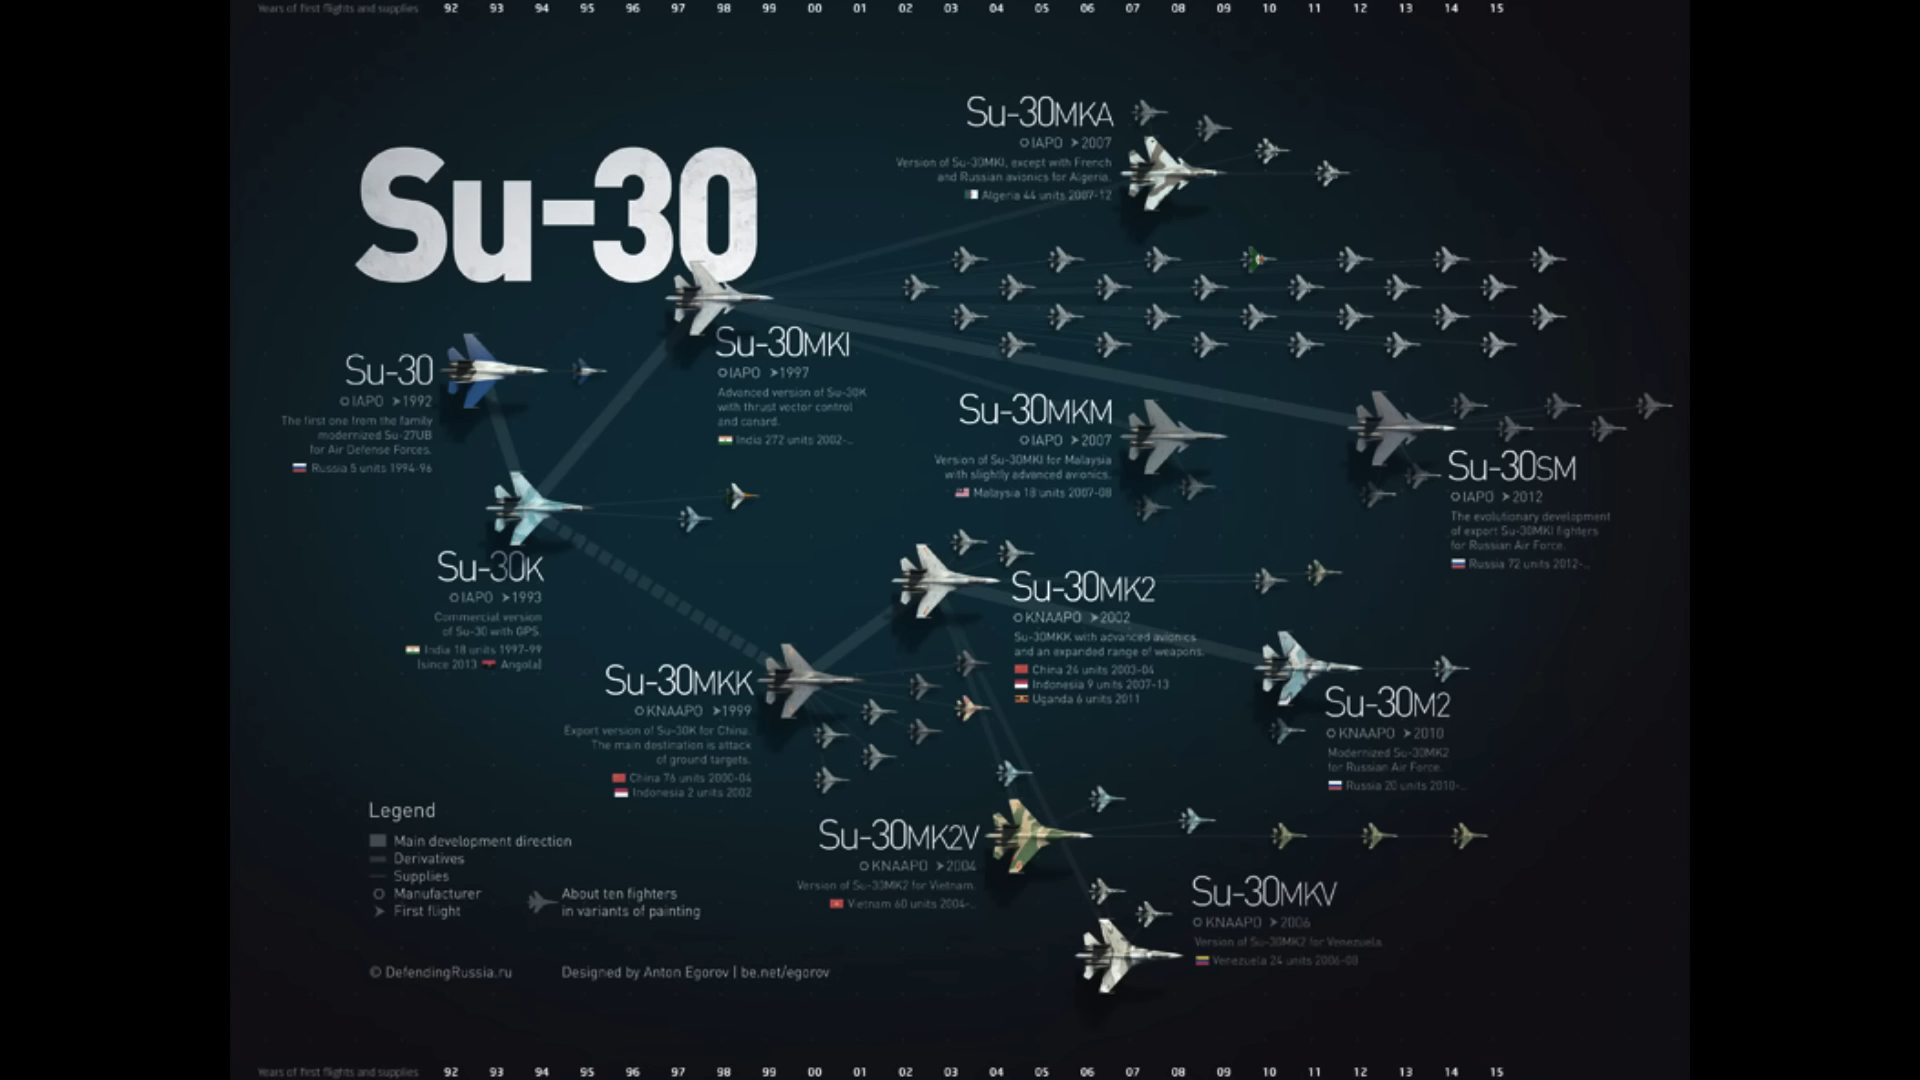 Years of first flights and supplies 92 93 94 95 96 97 98 99 00 01 02 03 04 05 06 07 08 09 10 11 12 13 14 15
Su-30
Su-30MKA
IAPO 2007
Version of Su-30MKI, except with French
and Russian avionics for Algeria.
Algeria 44 units 2007-12
Su-30MKI
IAPO 1997
Advanced version of Su-30K
with thrust vector control
and canard.
India 272 units 2002-...
Su-30
IAPO 1992
The first one from the family
modernized Su-27UB
for Air Defense Forces.
Russia 5 units 1994-96
Su-30MKM
IAPO 2007
Version of Su-30MKI for Malaysia
with slightly advanced avionics.
Malaysia 18 units 2007-08
Su-30SM
IAPO 2012
The evolutionary development
of export Su-30MKI fighters
for Russian Air Force.
Russia 72 units 2012-...
Su-30K
IAPO 1993
Commercial version
of Su-30 with GPS.
India 18 units 1997-99
(since 2013 Angola)
Su-30MK2
KNAAPO 2002
Su-30MKK with advanced avionics
and an expanded range of weapons.
China 24 units 2003-04
Indonesia 9 units 2007-13
Uganda 6 units 2011
Su-30MKK
KNAAPO 1999
Export version of Su-30K for China.
The main destination is attack
of ground targets.
China 76 units 2000-04
Indonesia 2 units 2002
Su-30M2
KNAAPO 2010
Modernized Su-30MK2
for Russian Air Force.
Russia 20 units 2010-...
Su-30MK2V
KNAAPO 2004
Version of Su-30MK2 for Vietnam.
Vietnam 60 units 2004-...
Su-30MKV
KNAAPO 2006
Version of Su-30MK2 for Venezuela.
Venezuela 24 units 2006-08
Legend
Main development direction
Derivatives
Supplies
Manufacturer
First flight
About ten fighters
in variants of painting
© DefendingRussia.ru
Designed by Anton Egorov | be.net/egorov
Years of first flights and supplies 92 93 94 95 96 97 98 99 00 01 02 03 04 05 06 07 08 09 10 11 12 13 14 15